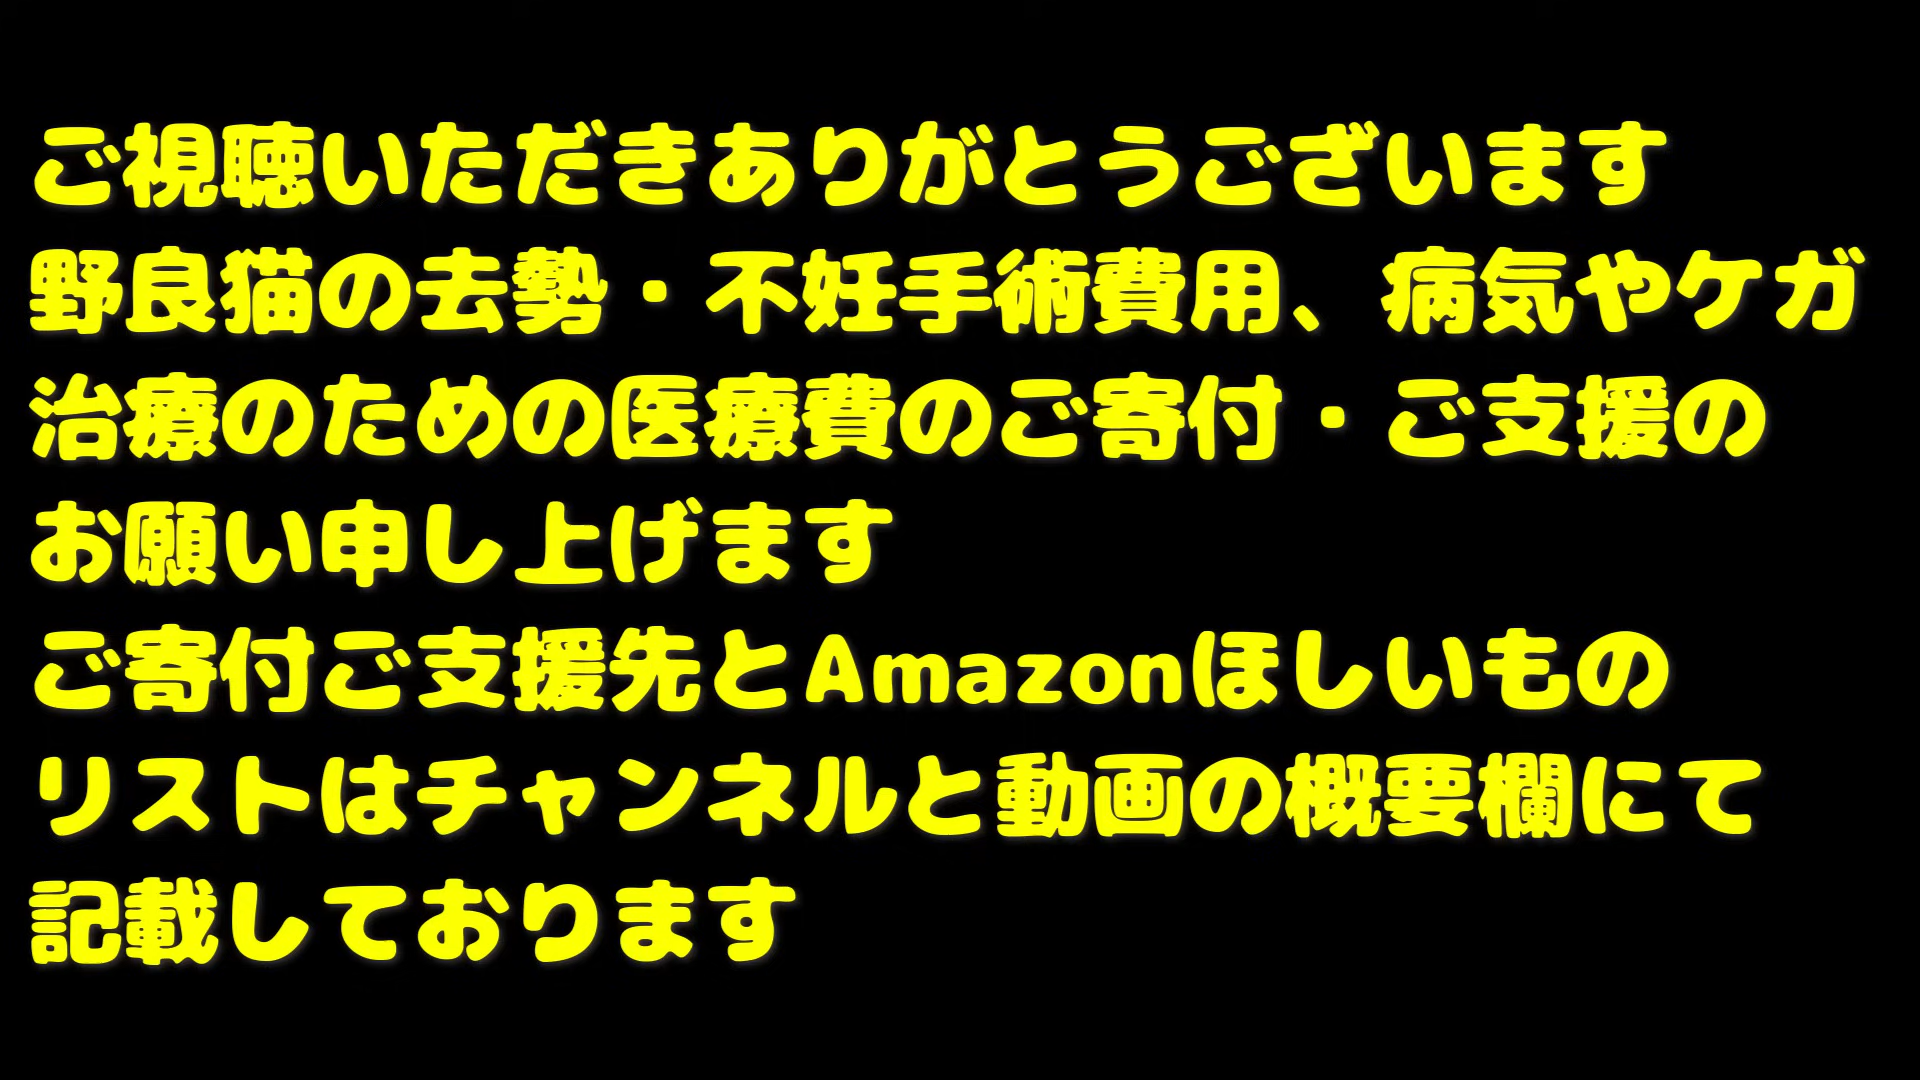 ご視聴いただきありがとうございます
野良猫の去勢・不妊手術費用、病気やケガ
治療のための医療費のご寄付・ご支援の
お願い申し上げます
ご寄付ご支援先とAmazonほしいもの
リストはチャンネルと動画の概要欄にて
記載しております